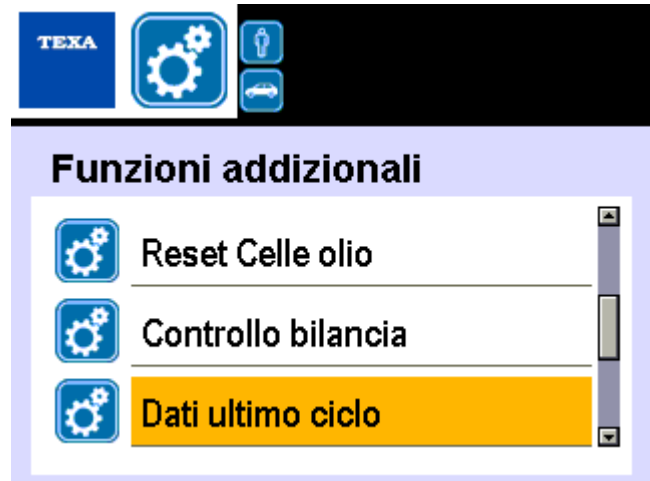 TEXA
Funzioni addizionali
Reset Celle olio
Controllo bilancia
Dati ultimo ciclo